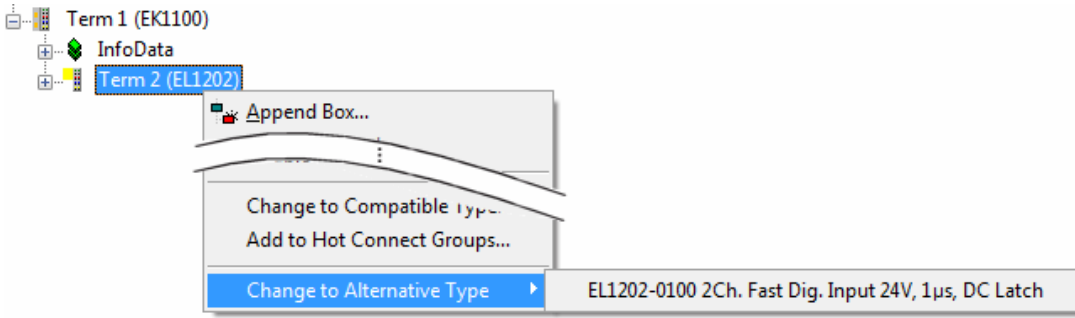 Term 1 (EK1100)
InfoData
Term 2 (EL1202)
Append Box...
Change to Compatible
Add to Hot Connect Groups...
Change to Alternative Type
EL1202-0100 2Ch. Fast Dig. Input 24V, 1µs, DC Latch